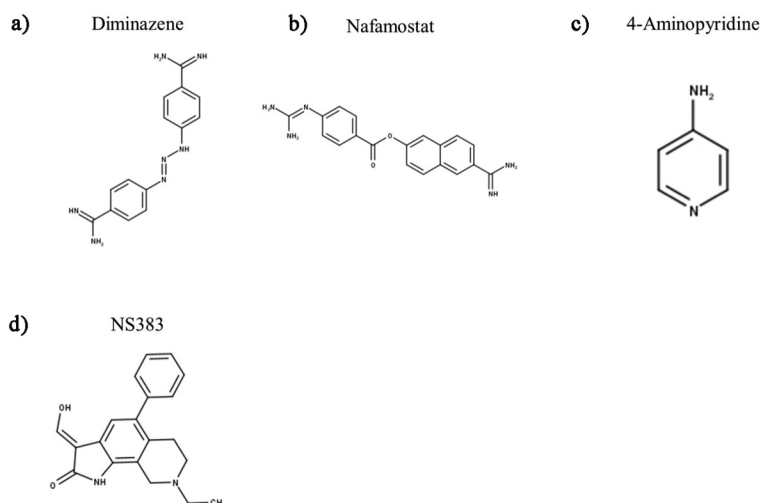 a) Diminazene
b) Nafamostat
c) 4-Aminopyridine
H₂N NH
NH
N
N
HN
NH₂
H₂N N
NH₂
O
O
NH₂
NH
NH₂
N
d) NS383
OH
O
NH
N